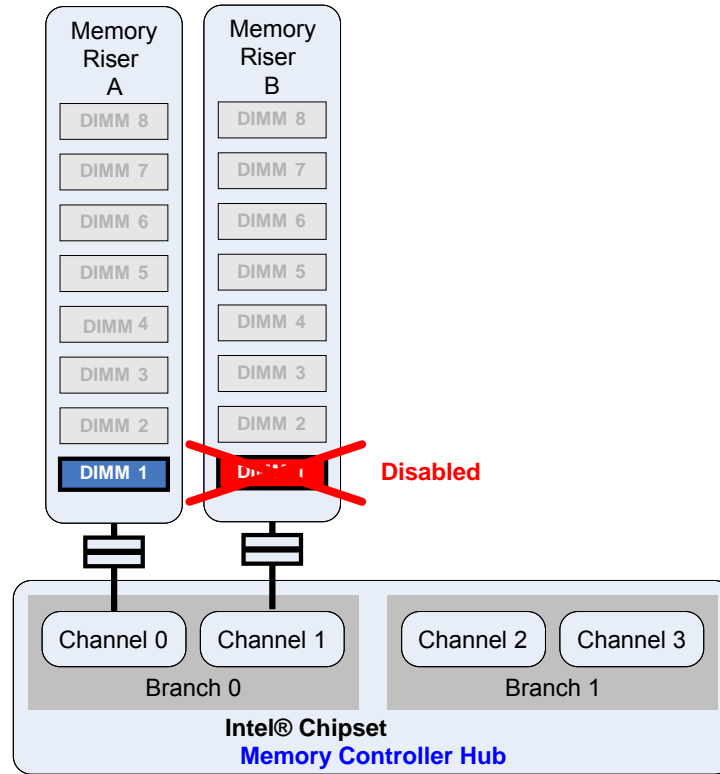 Memory
Riser
A
DIMM 8
DIMM 7
DIMM 6
DIMM 5
DIMM 4
DIMM 3
DIMM 2
DIMM 1
Memory
Riser
B
DIMM 8
DIMM 7
DIMM 6
DIMM 5
DIMM 4
DIMM 3
DIMM 2
Disabled
Channel 0
Channel 1
Branch 0
Channel 2
Channel 3
Branch 1
Intel® Chipset
Memory Controller Hub